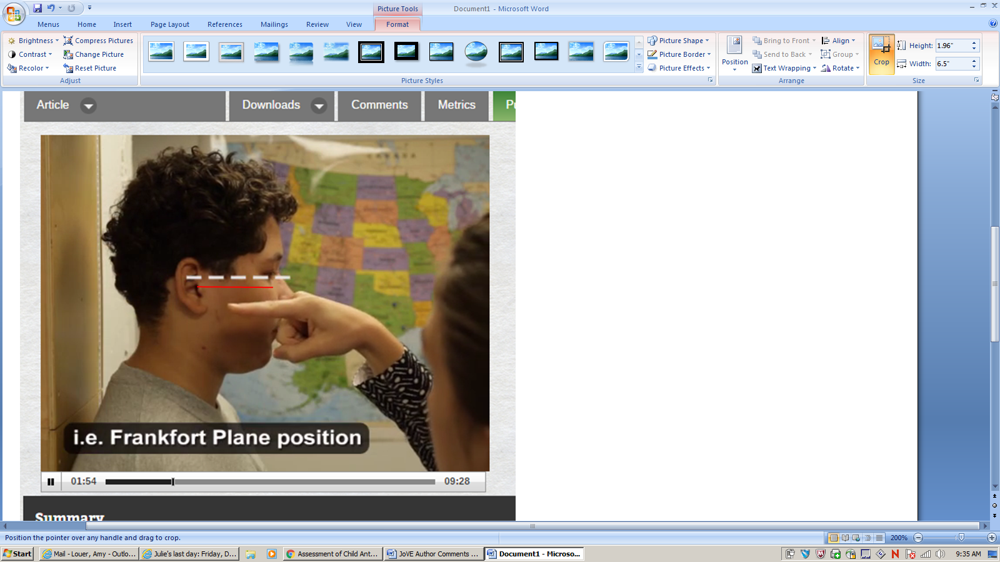 Picture Tools
Document1 - Microsoft Word
Menus Home Insert Page Layout References Mailings Review View Format
Brightness Compress Pictures
Contrast Change Picture
Recolor Reset Picture
Adjust
Picture Styles
Picture Shape
Picture Border
Picture Effects
Position
Bring to Front Align
Send to Back Group
Text Wrapping Rotate
Arrange
Crop
Height: 1.96"
Width: 6.5"
Size
Article Downloads Comments Metrics
CANADA
i.e. Frankfort Plane position
01:54 09:28
Summary
Position the pointer over any handle and drag to crop.
200%
Start Mail - Louer, Amy - Outlo... Julie's last day: Friday, D... Assessment of Child Ant... JoVE Author Comments ... Document1 - Microso... 9:35 AM